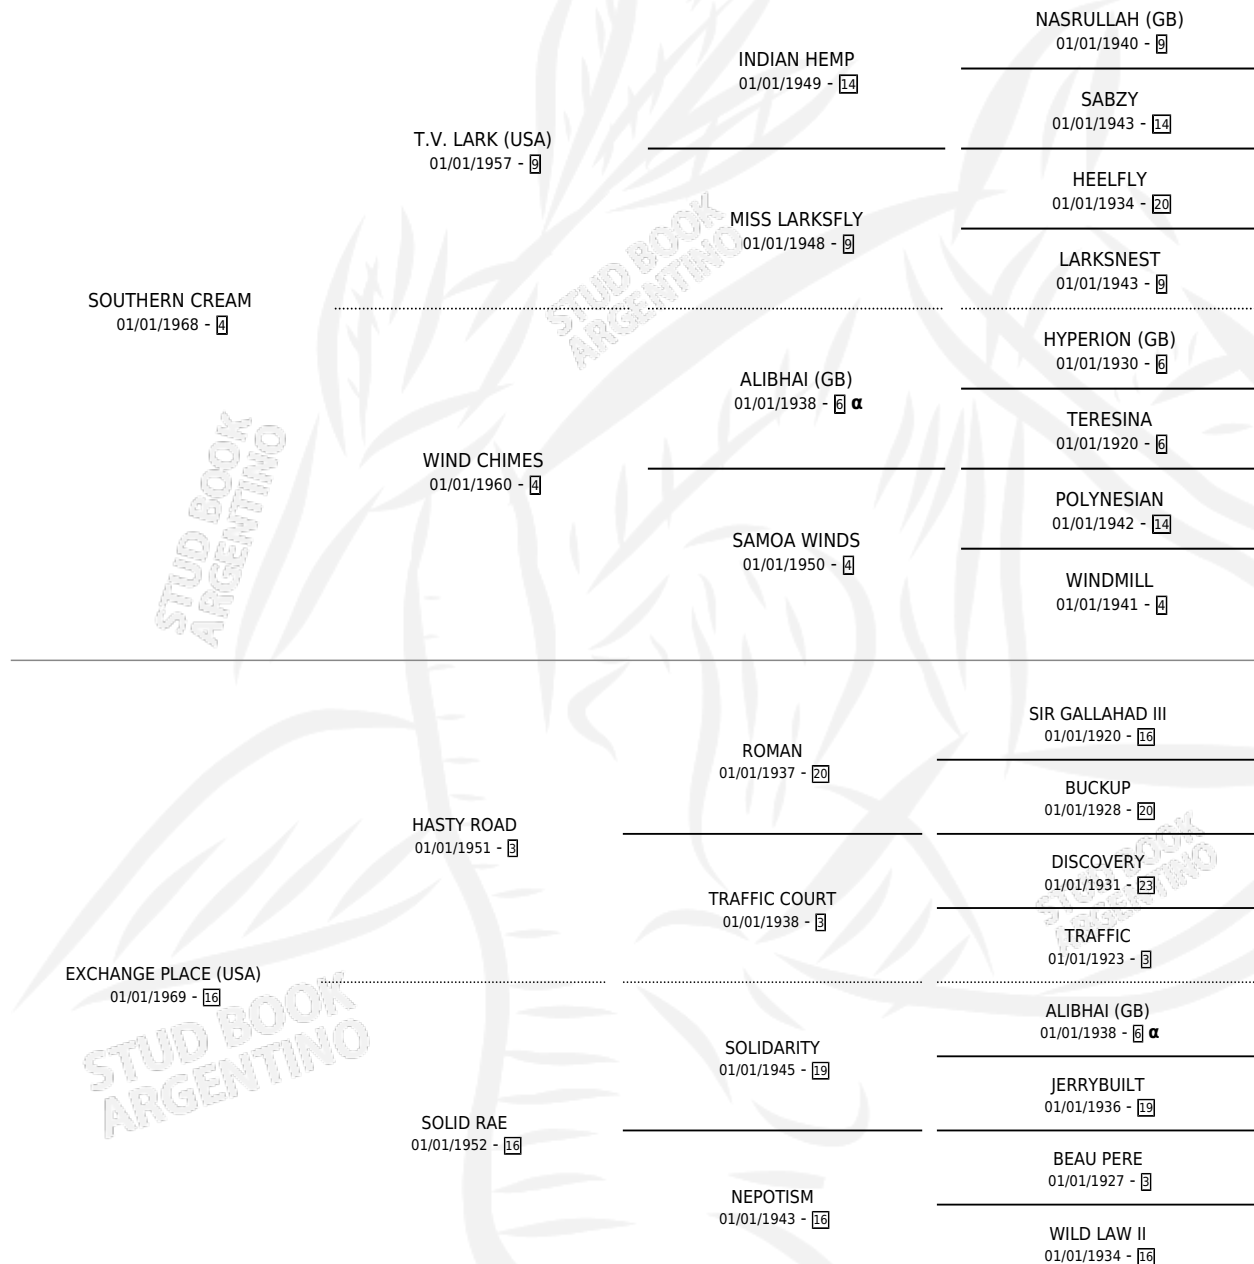 NASRULLAH (GB)
01/01/1940 - 9
INDIAN HEMP
01/01/1949 - 14
SABZY
01/01/1943 - 14
T.V. LARK (USA)
01/01/1957 - 9
HEELFLY
01/01/1934 - 20
MISS LARKSFLY
01/01/1948 - 9
LARKSNEST
01/01/1943 - 9
SOUTHERN CREAM
01/01/1968 - 4
HYPERION (GB)
01/01/1930 - 6
ALIBHAI (GB)
01/01/1938 - 6 α
TERESINA
01/01/1920 - 6
WIND CHIMES
01/01/1960 - 4
POLYNESIAN
01/01/1942 - 14
SAMOA WINDS
01/01/1950 - 4
WINDMILL
01/01/1941 - 4
SIR GALLAHAD III
01/01/1920 - 16
ROMAN
01/01/1937 - 20
BUCKUP
01/01/1928 - 20
HASTY ROAD
01/01/1951 - 3
DISCOVERY
01/01/1931 - 23
TRAFFIC COURT
01/01/1938 - 3
TRAFFIC
01/01/1923 - 3
EXCHANGE PLACE (USA)
01/01/1969 - 16
ALIBHAI (GB)
01/01/1938 - 6 α
SOLIDARITY
01/01/1945 - 19
JERRYBUILT
01/01/1936 - 19
SOLID RAE
01/01/1952 - 16
BEAU PERE
01/01/1927 - 3
NEPOTISM
01/01/1943 - 16
WILD LAW II
01/01/1934 - 16
STUD BOOK
ARGENTINO
STUD BOOK
ARGENTINO
STUD BOOK
ARGENTINO
STUD BOOK
ARGENTINO